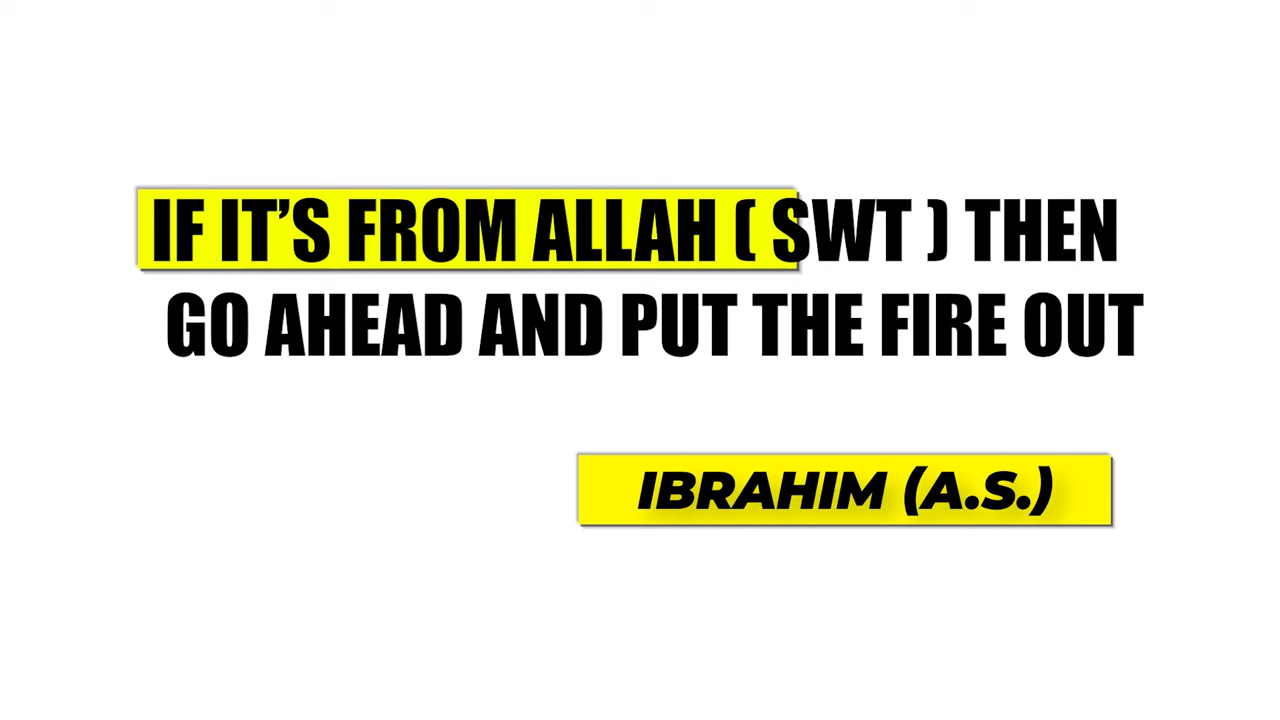 IF IT'S FROM ALLAH ( SWT ) THEN
GO AHEAD AND PUT THE FIRE OUT
IBRAHIM (A.S.)